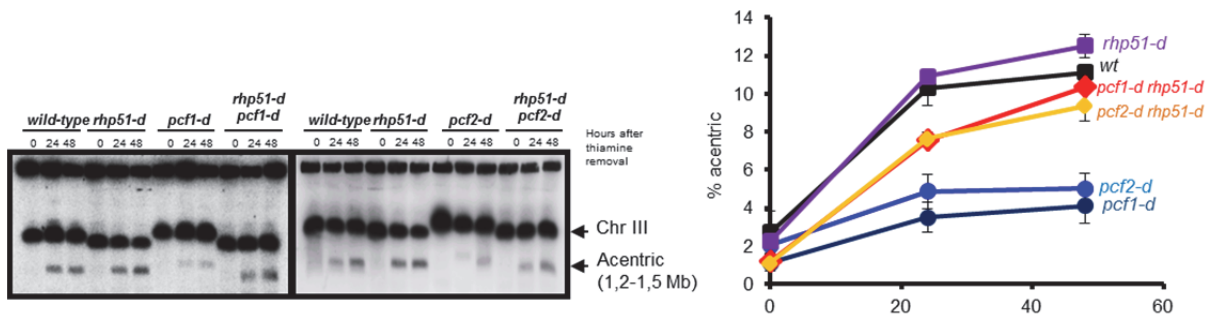 rhp51-d rhp51-d
wild-type rhp51-d pcf1-d pcf1-d wild-type rhp51-d pcf2-d pcf2-d
0 24 48 0 24 48 0 24 48 0 24 48 0 24 48 0 24 48 0 24 48 0 24 48
Hours after
thiamine
removal
Chr III
Acentric
(1,2-1,5 Mb)
% acentric
14
12
10
8
6
4
2
0
0 20 40 60
rhp51-d
wt
pcf1-d rhp51-d
pcf2-d rhp51-d
pcf2-d
pcf1-d